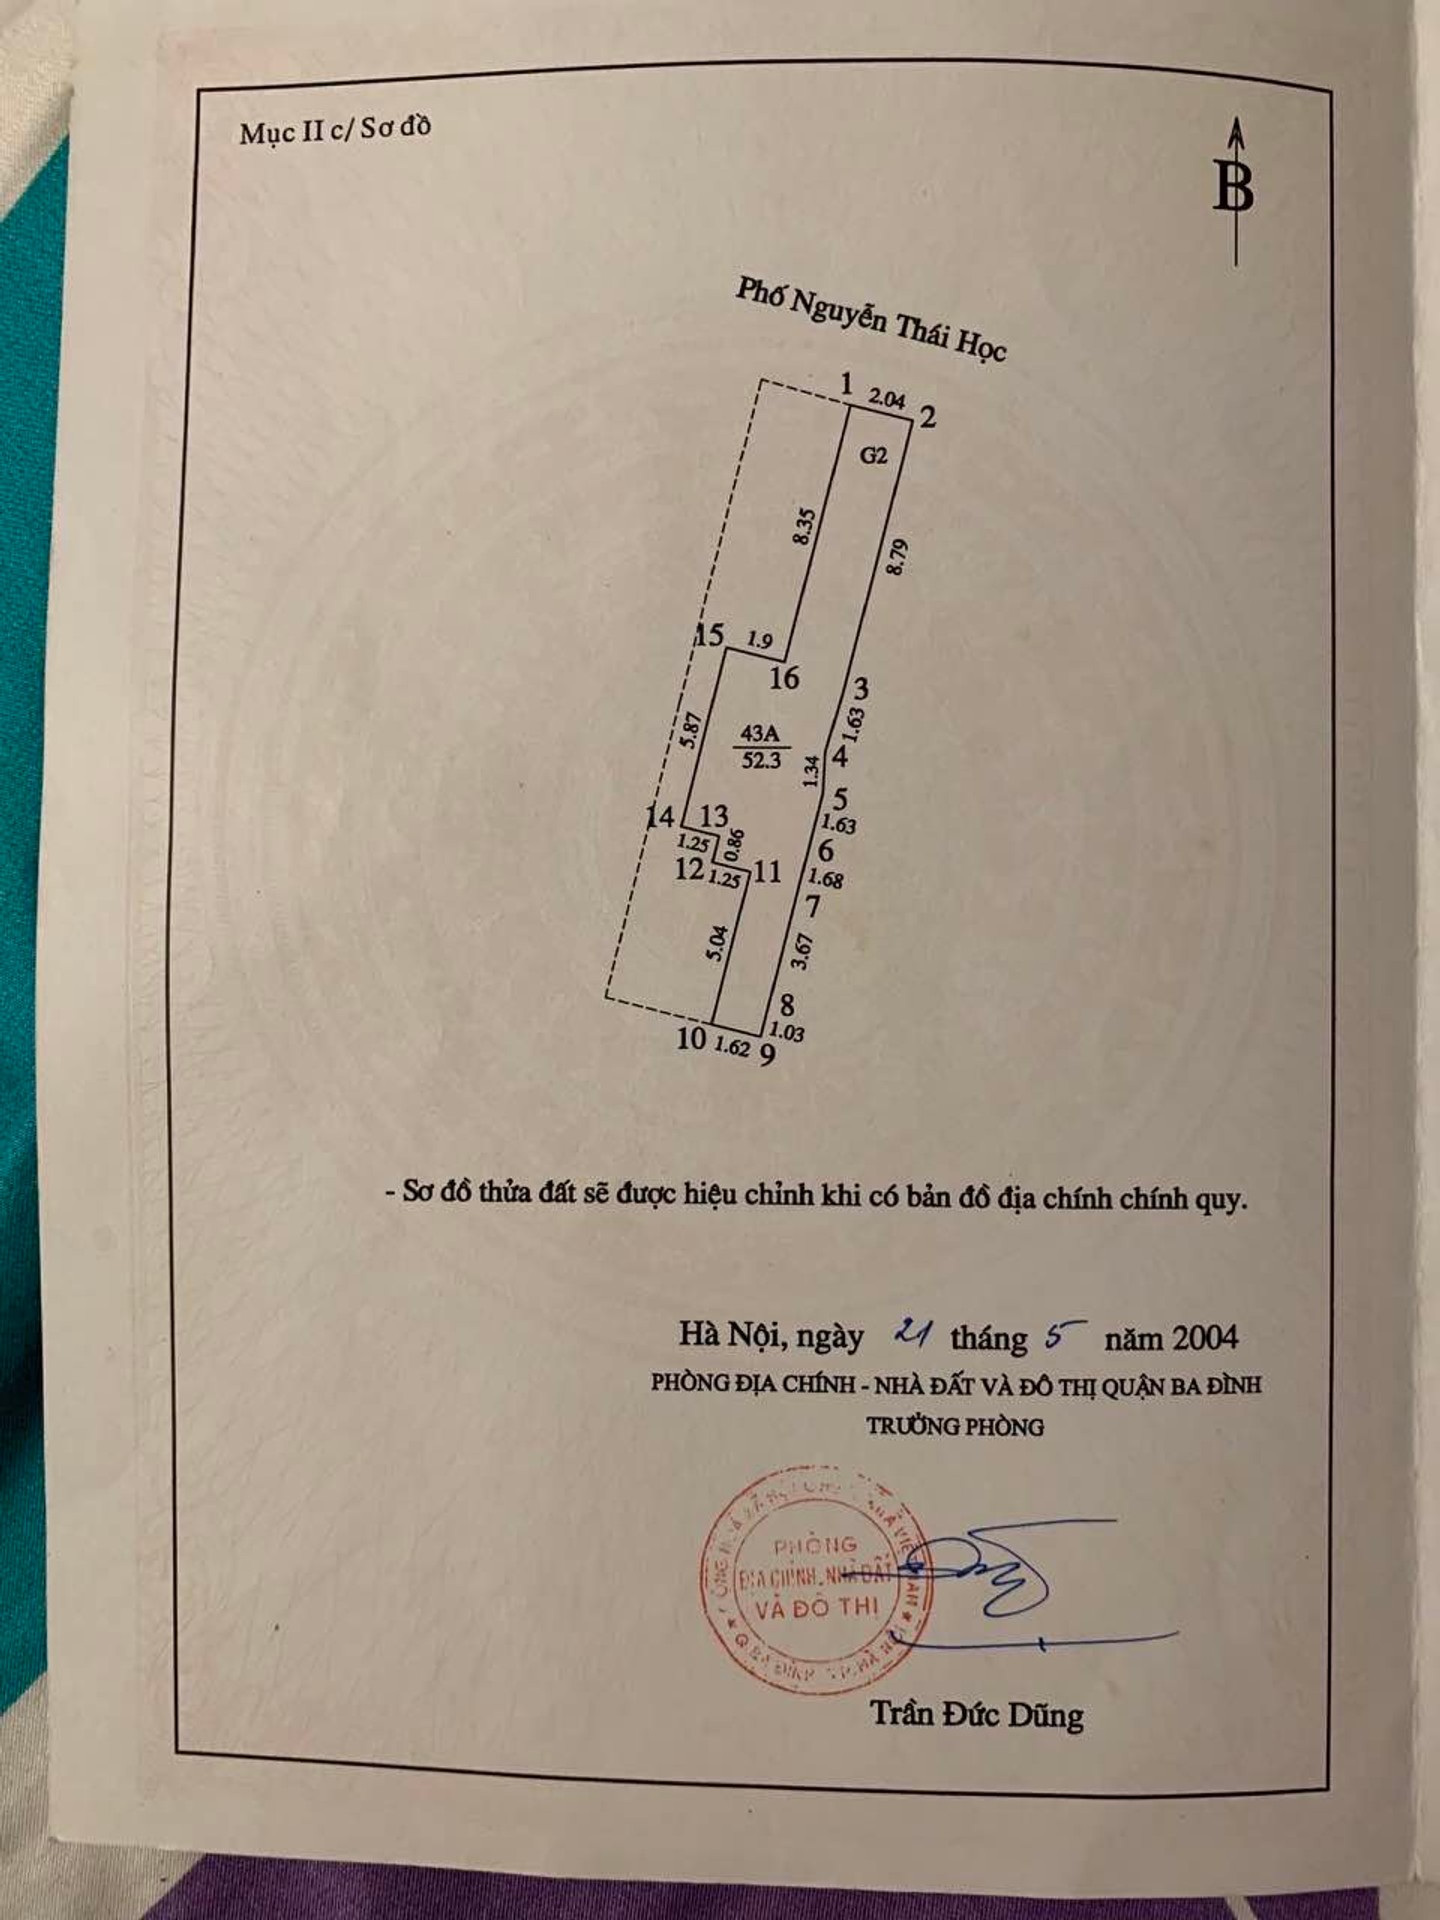 Mục II c/ Sơ đồ
B
Phố Nguyễn Thái Học
1
2.04
2
G2
8.35
8.79
15
1.9
16
3
1.63
5.87
43A
52.3
4
1.34
5
1.63
14
13
1.25
0.86
6
12
1.25
11
1.68
7
5.04
3.67
8
10
1.62
9
1.03
- Sơ đồ thửa đất sẽ được hiệu chỉnh khi có bản đồ địa chính chính quy.
Hà Nội, ngày 21 tháng 5 năm 2004
PHÒNG ĐỊA CHÍNH - NHÀ ĐẤT VÀ ĐÔ THỊ QUẬN BA ĐÌNH
TRƯỞNG PHÒNG
PHÒNG
ĐỊA CHÍNH, NHÀ ĐẤT
VÀ ĐÔ THỊ
Trần Đức Dũng